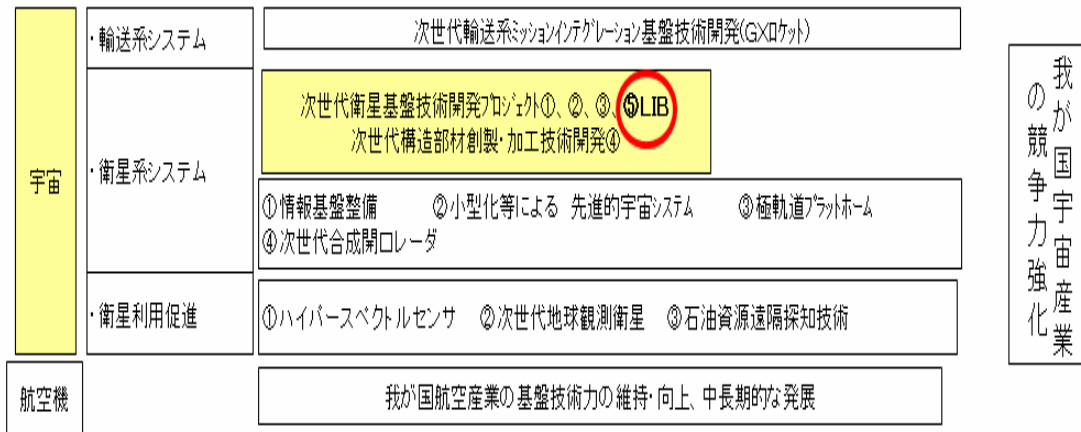 ・輸送系システム
次世代輸送系ミッションインテグレーション基盤技術開発(GXロケット)
宇宙
・衛星系システム
次世代衛星基盤技術開発プロジェクト①、②、③、⑤LIB
次世代構造部材創製・加工技術開発④
①情報基盤整備 ②小型化等による 先進的宇宙システム ③極軌道プラットホーム
④次世代合成開口レーダ
・衛星利用促進
①ハイパースペクトルセンサ ②次世代地球観測衛星 ③石油資源遠隔探知技術
航空機
我が国航空産業の基盤技術力の維持・向上、中長期的な発展
我が国宇宙産業
の競争力強化